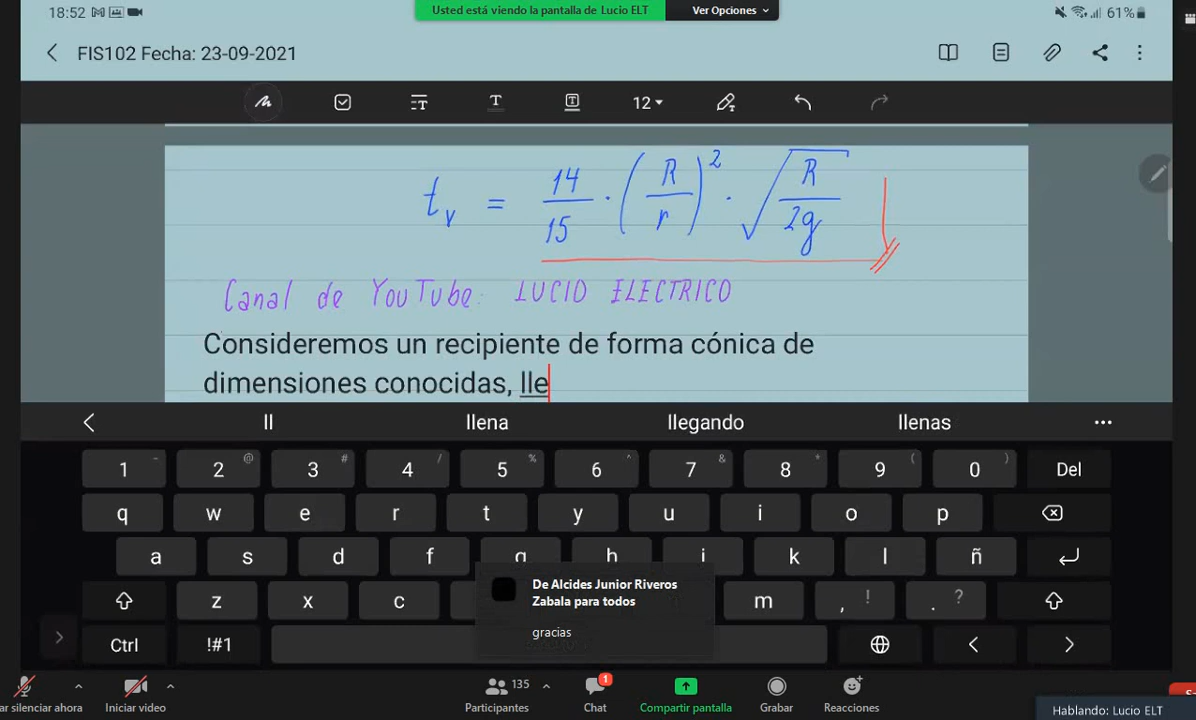 18:52
Usted está viendo la pantalla de Lucio ELT
Ver Opciones
61%
FIS102 Fecha: 23-09-2021
12
t_v = 14/15 · (R/r)² · √(R/2g)
Canal de YouTube: LUCIO ELECTRICO
Consideremos un recipiente de forma cónica de
dimensiones conocidas, lle
ll llena llegando llenas ...
1 - 2 @ 3 # 4 / 5 % 6 ^ 7 & 8 * 9 ( 0 ) Del
q w e r t y u i o p
a s d f g h j k l ñ
z x c m , ! . ?
Ctrl !#1 < >
De Alcides Junior Riveros
Zabala para todos
gracias
ar silenciar ahora
Iniciar video
135
Participantes
1
Chat
Compartir pantalla
Grabar
Reacciones
Hablando: Lucio ELT